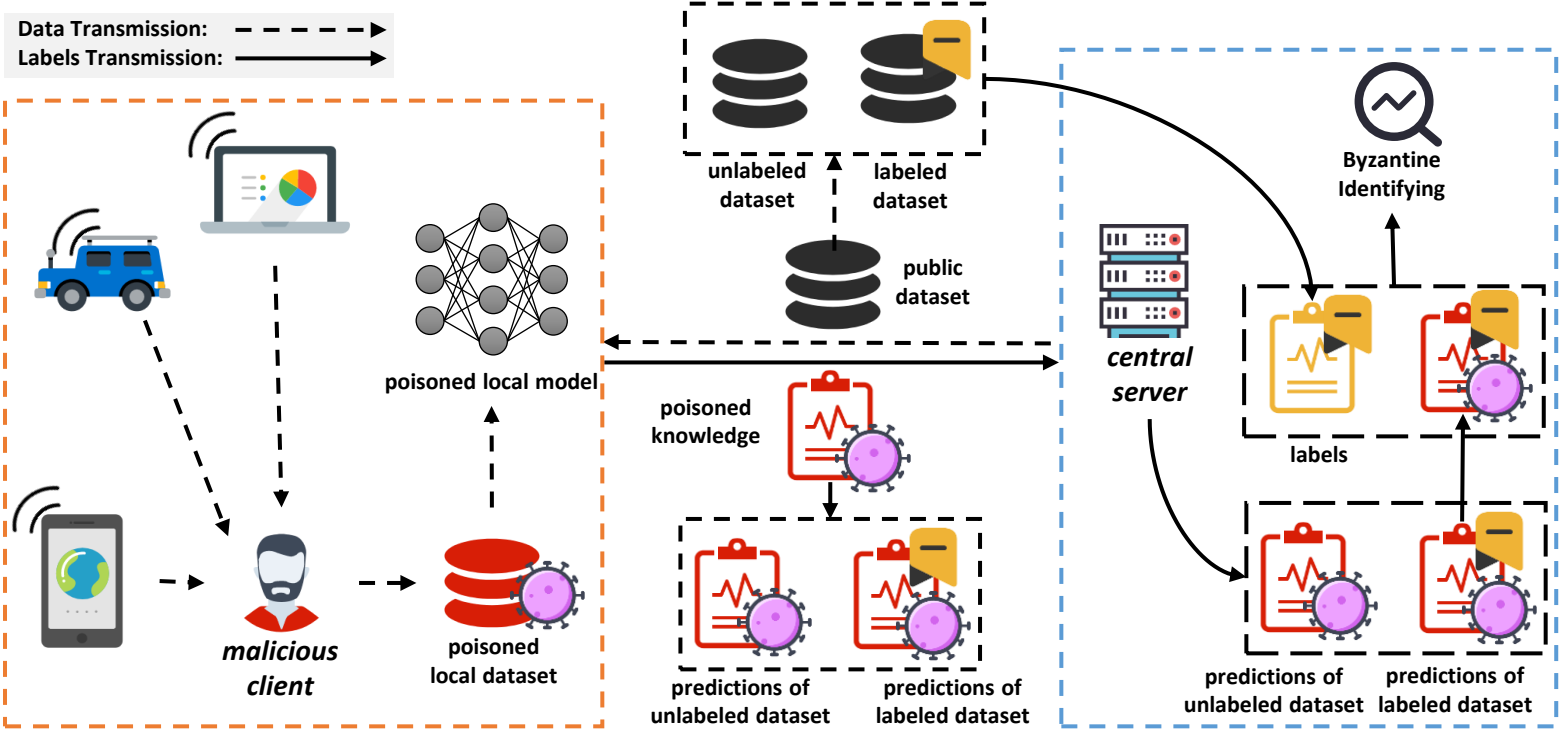 Data Transmission:
Labels Transmission:
unlabeled
dataset
labeled
dataset
public
dataset
Byzantine
Identifying
poisoned local model
central
server
poisoned
knowledge
labels
malicious
client
poisoned
local dataset
predictions of
unlabeled dataset
predictions of
labeled dataset
predictions of
unlabeled dataset
predictions of
labeled dataset